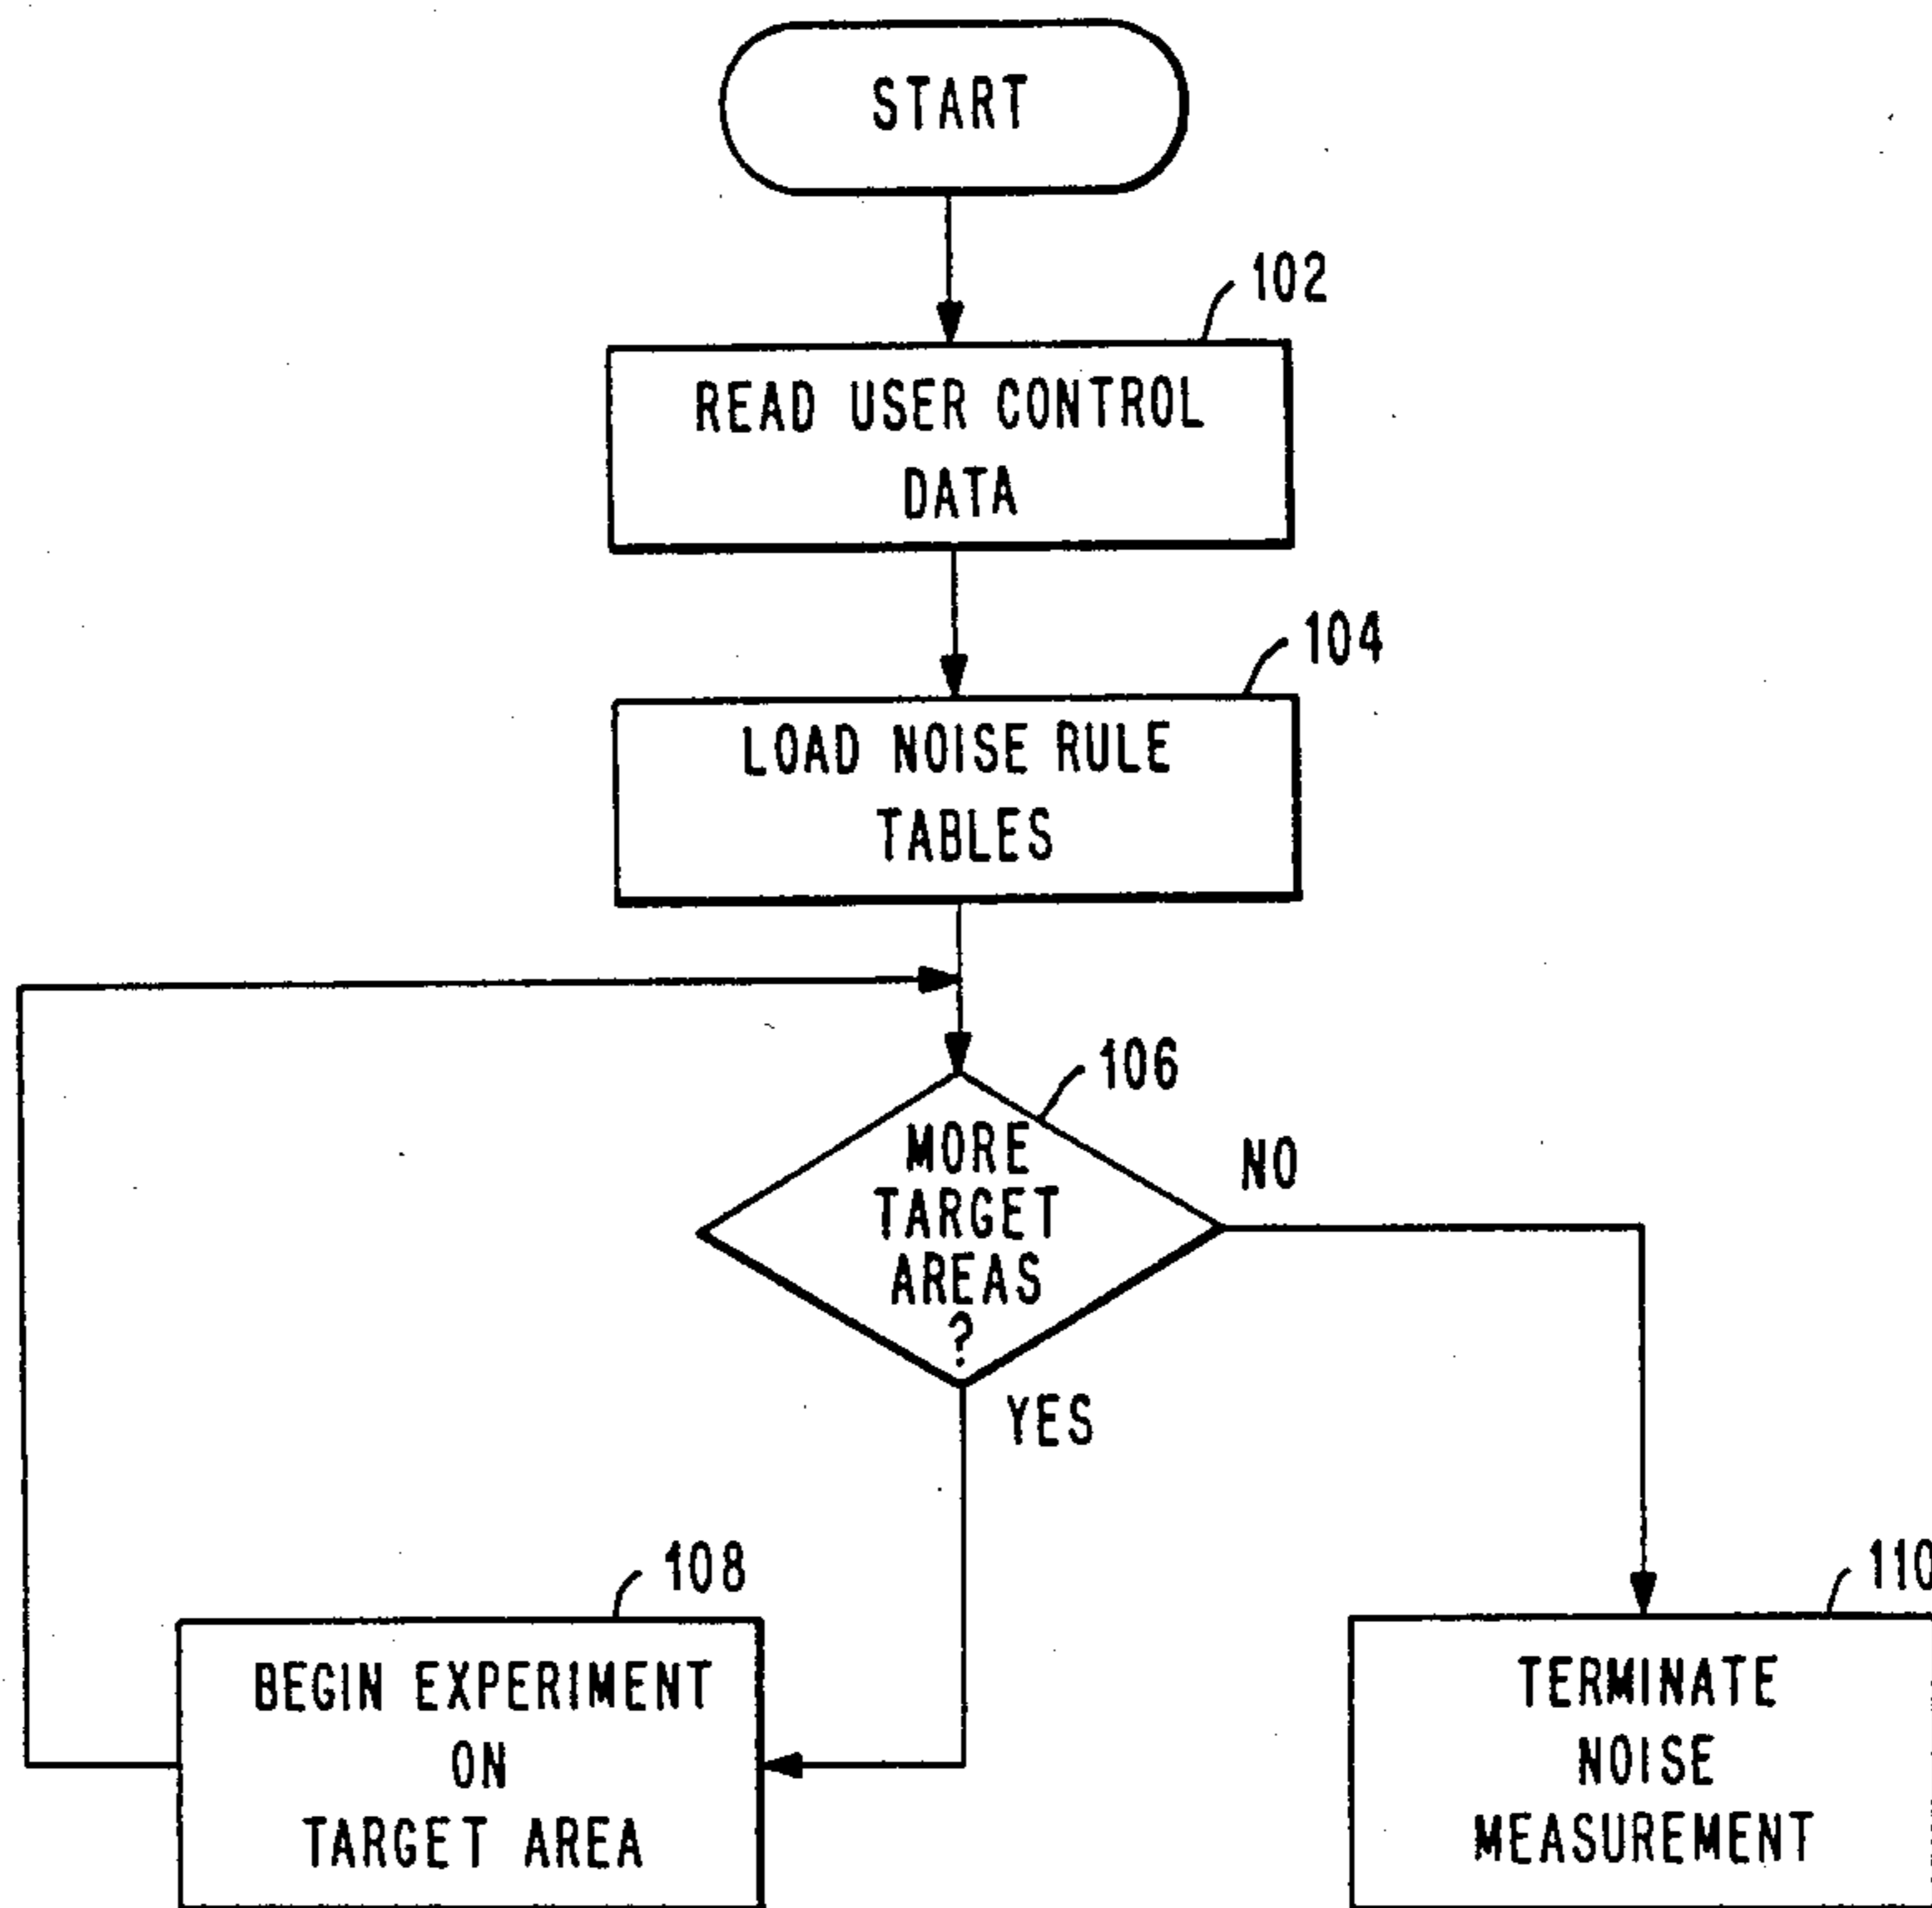 START
102
READ USER CONTROL
DATA
104
LOAD NOISE RULE
TABLES
106
MORE
TARGET
AREAS
?
NO
YES
108
BEGIN EXPERIMENT
ON
TARGET AREA
110
TERMINATE
NOISE
MEASUREMENT